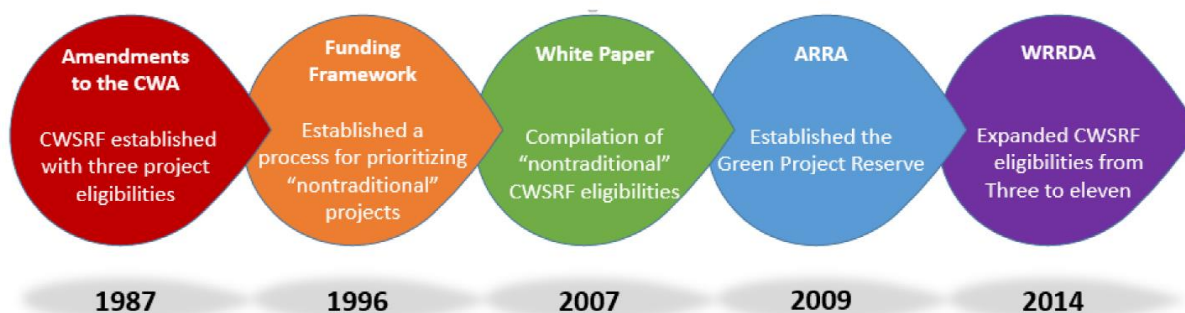 Amendments
to the CWA
CWSRF established
with three project
eligibilities
Funding
Framework
Established a
process for prioritizing
“nontraditional”
projects
White Paper
Compilation of
“nontraditional”
CWSRF eligibilities
ARRA
Established the
Green Project Reserve
WRRDA
Expanded CWSRF
eligibilities from
Three to eleven
1987
1996
2007
2009
2014